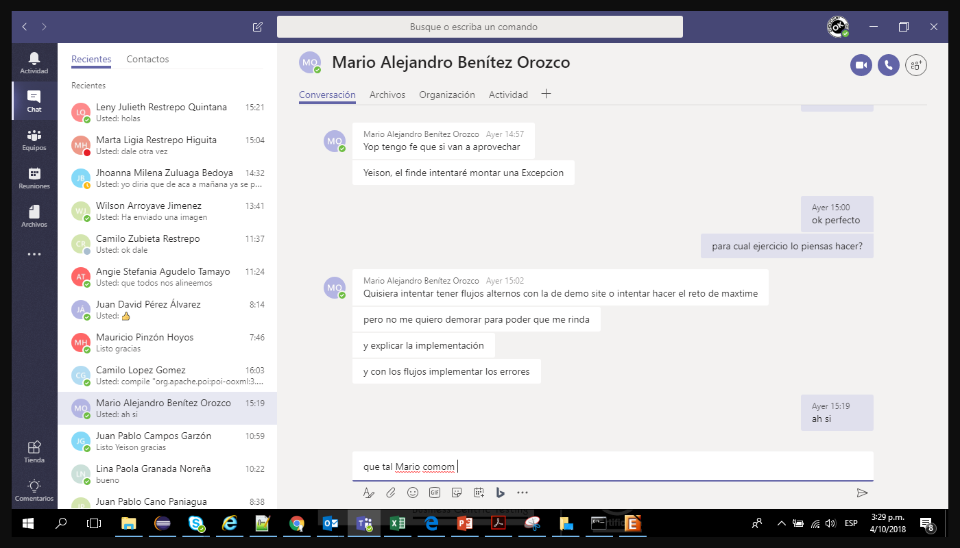 Busque o escriba un comando
OK
Actividad
Chat
Equipos
Reuniones
Archivos
Tienda
Comentarios
Recientes Contactos
Recientes
LQ Leny Julieth Restrepo Quintana 15:21
Usted: holas
MH Marta Ligia Restrepo Higuita 15:04
Usted: dale otra vez
JB Jhoanna Milena Zuluaga Bedoya 14:32
Usted: yo diria que de aca a mañana ya se p...
WJ Wilson Arroyave Jimenez 13:41
Usted: Ha enviado una imagen
CR Camilo Zubieta Restrepo 11:37
Usted: ok dale
AT Angie Stefania Agudelo Tamayo 11:24
Usted: que todos nos alineemos
JÁ Juan David Pérez Álvarez 8:14
Usted:
MH Mauricio Pinzón Hoyos 7:46
Listo gracias
CG Camilo Lopez Gomez 16:03
Usted: compile "org.apache.poi:poi-ooxml:3....
MO Mario Alejandro Benítez Orozco 15:19
Usted: ah si
JG Juan Pablo Campos Garzón 10:59
Listo Yeison gracias
LN Lina Paola Granada Noreña 10:22
bueno
Juan Pablo Cano Paniagua 8:38
MO Mario Alejandro Benítez Orozco
Conversación Archivos Organización Actividad +
MO Mario Alejandro Benítez Orozco Ayer 14:57
Yop tengo fe que si van a aprovechar
Yeison, el finde intentaré montar una Excepcion
Ayer 15:00
ok perfecto
para cual ejercicio lo piensas hacer?
MO Mario Alejandro Benítez Orozco Ayer 15:02
Quisiera intentar tener flujos alternos con la de demo site o intentar hacer el reto de maxtime
pero no me quiero demorar para poder que me rinda
y explicar la implementación
y con los flujos implementar los errores
Ayer 15:19
ah si
que tal Mario comom
GIF
ESP
3:29 p.m.
4/10/2018
8